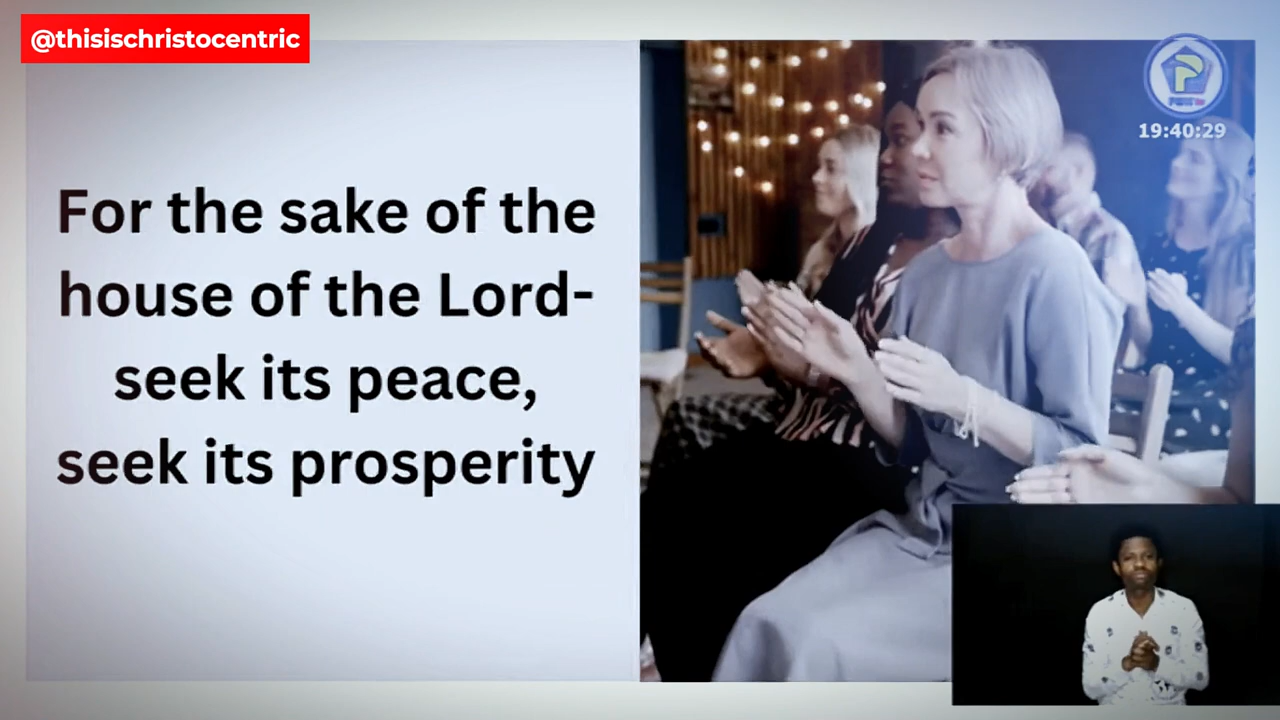 @thisischristocentric
For the sake of the
house of the Lord-
seek its peace,
seek its prosperity
19:40:29